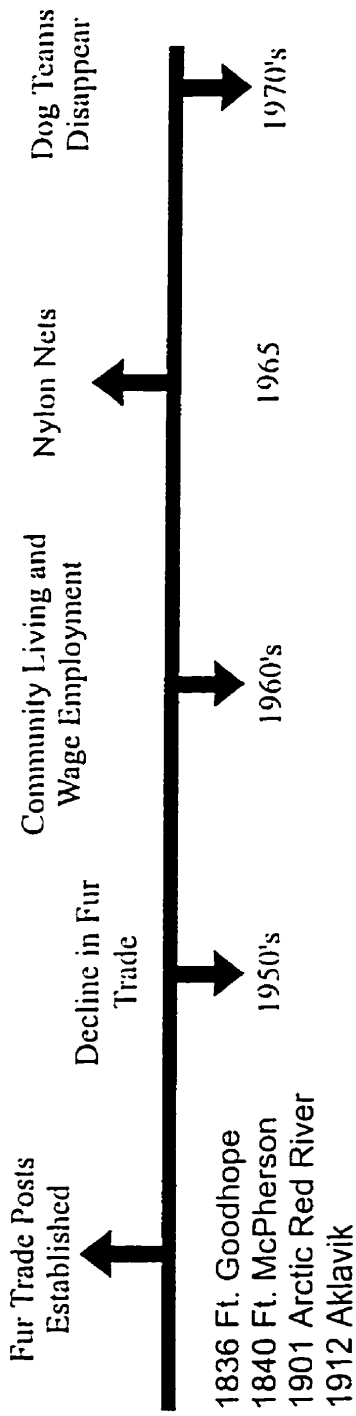 Fur Trade Posts
Established
Decline in Fur
Trade
Community Living and
Wage Employment
Nylon Nets
Dog Teams
Disappear
1836 Ft. Goodhope
1840 Ft. McPherson
1901 Arctic Red River
1912 Aklavik
1950's
1960's
1965
1970's